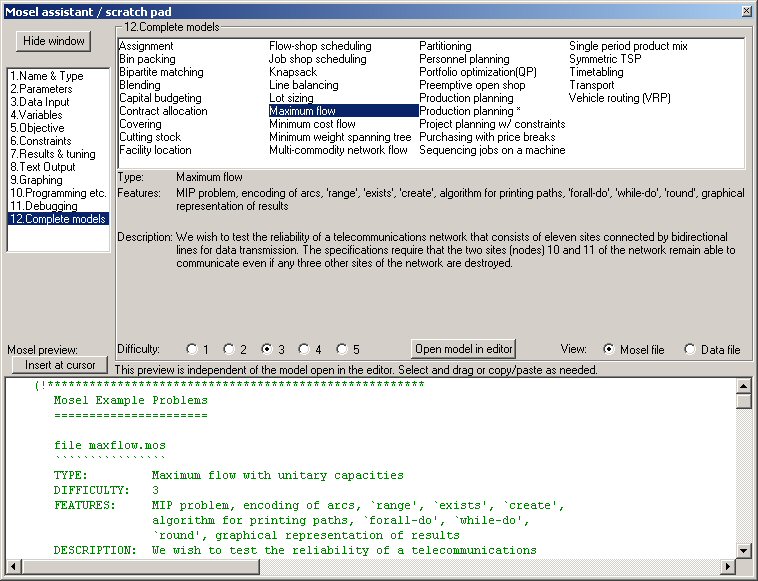 Mosel assistant / scratch pad
Hide window
1.Name & Type
2.Parameters
3.Data Input
4.Variables
5.Objective
6.Constraints
7.Results & tuning
8.Text Output
9.Graphing
10.Programming etc.
11.Debugging
12.Complete models
12.Complete models
Assignment
Bin packing
Bipartite matching
Blending
Capital budgeting
Contract allocation
Covering
Cutting stock
Facility location
Flow-shop scheduling
Job shop scheduling
Knapsack
Line balancing
Lot sizing
Maximum flow
Minimum cost flow
Minimum weight spanning tree
Multi-commodity network flow
Partitioning
Personnel planning
Portfolio optimization(QP)
Preemptive open shop
Production planning
Production planning *
Project planning w/ constraints
Purchasing with price breaks
Sequencing jobs on a machine
Single period product mix
Symmetric TSP
Timetabling
Transport
Vehicle routing (VRP)
Type: Maximum flow
Features: MIP problem, encoding of arcs, 'range', 'exists', 'create', algorithm for printing paths, 'forall-do', 'while-do', 'round', graphical
representation of results
Description: We wish to test the reliability of a telecommunications network that consists of eleven sites connected by bidirectional
lines for data transmission. The specifications require that the two sites (nodes) 10 and 11 of the network remain able to
communicate even if any three other sites of the network are destroyed.
Difficulty: 1 2 3 4 5 Open model in editor View: Mosel file Data file
Mosel preview:
Insert at cursor
This preview is independent of the model open in the editor. Select and drag or copy/paste as needed.
(!******************************************************
Mosel Example Problems
======================
file maxflow.mos
````````````````
TYPE: Maximum flow with unitary capacities
DIFFICULTY: 3
FEATURES: MIP problem, encoding of arcs, `range', `exists', `create',
algorithm for printing paths, `forall-do', `while-do',
`round', graphical representation of results
DESCRIPTION: We wish to test the reliability of a telecommunications